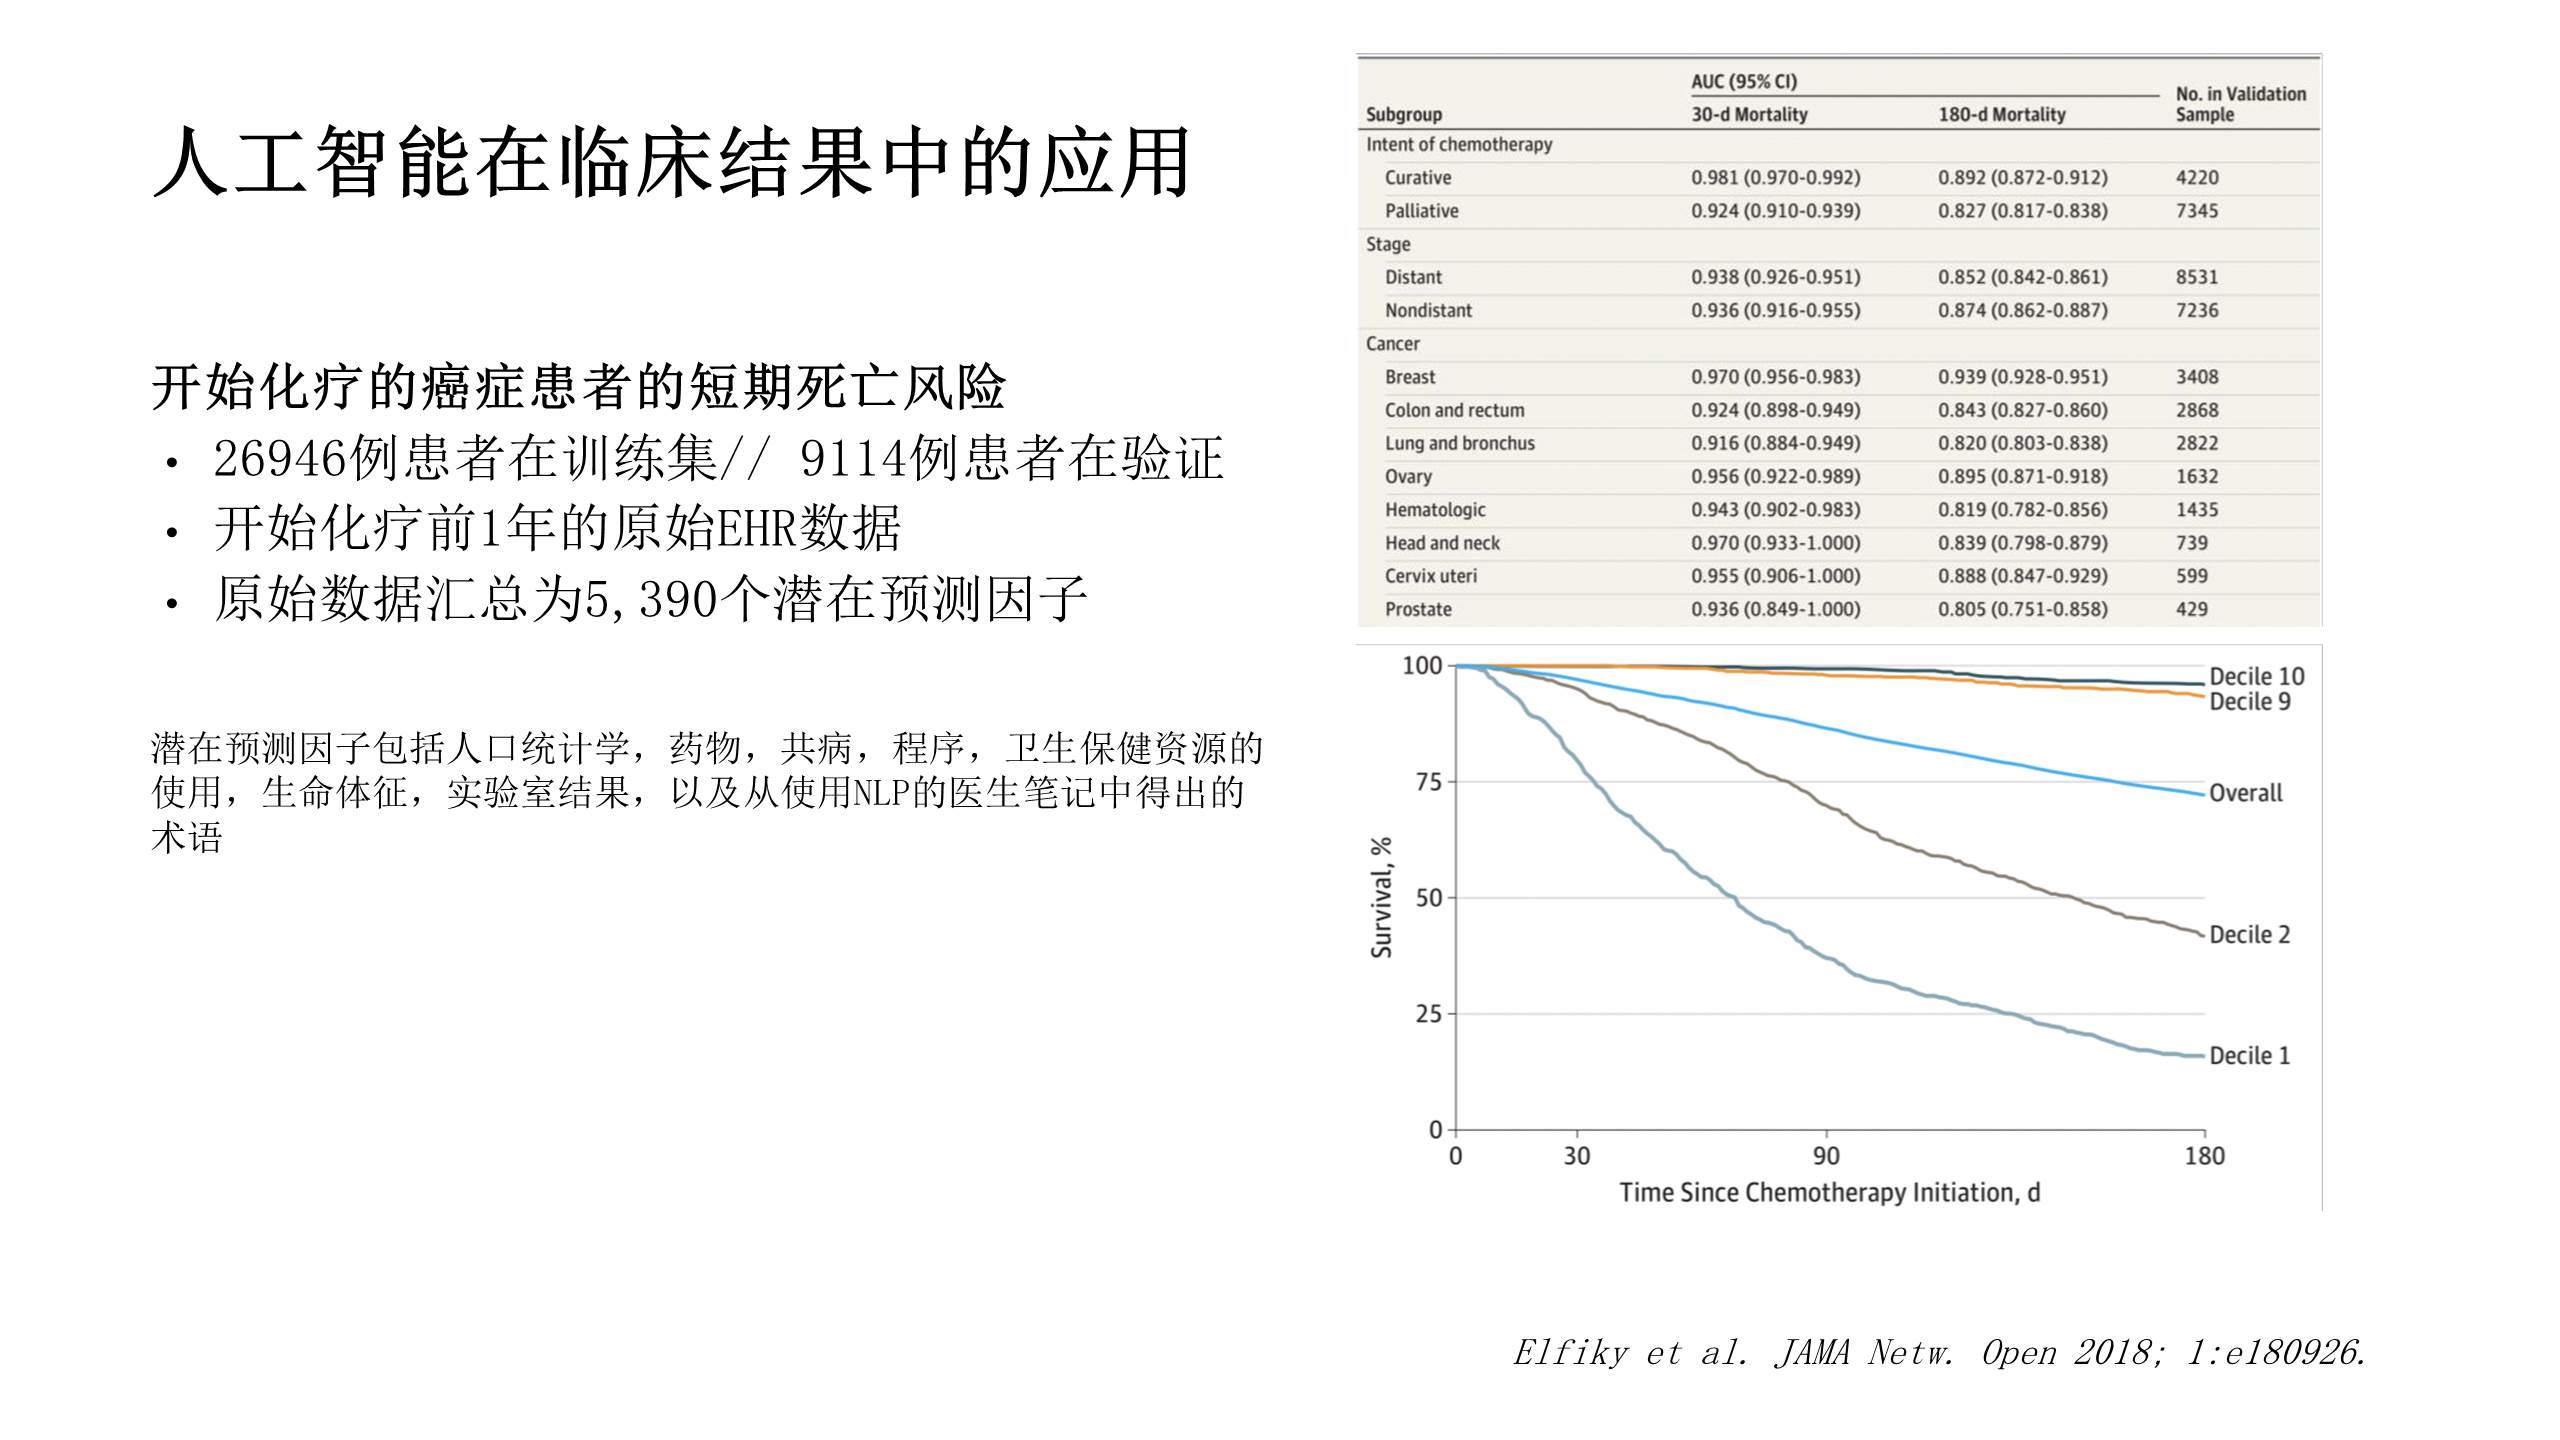 人工智能在临床结果中的应用
开始化疗的癌症患者的短期死亡风险
• 26946例患者在训练集// 9114例患者在验证
• 开始化疗前1年的原始EHR数据
• 原始数据汇总为5,390个潜在预测因子
潜在预测因子包括人口统计学，药物，共病，程序，卫生保健资源的
使用，生命体征，实验室结果，以及从使用NLP的医生笔记中得出的
术语
AUC (95% CI)
Subgroup 30-d Mortality 180-d Mortality No. in Validation Sample
Intent of chemotherapy
Curative 0.981 (0.970-0.992) 0.892 (0.872-0.912) 4220
Palliative 0.924 (0.910-0.939) 0.827 (0.817-0.838) 7345
Stage
Distant 0.938 (0.926-0.951) 0.852 (0.842-0.861) 8531
Nondistant 0.936 (0.916-0.955) 0.874 (0.862-0.887) 7236
Cancer
Breast 0.970 (0.956-0.983) 0.939 (0.928-0.951) 3408
Colon and rectum 0.924 (0.898-0.949) 0.843 (0.827-0.860) 2868
Lung and bronchus 0.916 (0.884-0.949) 0.820 (0.803-0.838) 2822
Ovary 0.956 (0.922-0.989) 0.895 (0.871-0.918) 1632
Hematologic 0.943 (0.902-0.983) 0.819 (0.782-0.856) 1435
Head and neck 0.970 (0.933-1.000) 0.839 (0.798-0.879) 739
Cervix uteri 0.955 (0.906-1.000) 0.888 (0.847-0.929) 599
Prostate 0.936 (0.849-1.000) 0.805 (0.751-0.858) 429
Survival, %
100
75
50
25
0
Decile 10
Decile 9
Overall
Decile 2
Decile 1
0 30 90 180
Time Since Chemotherapy Initiation, d
Elfiky et al. JAMA Netw. Open 2018; 1:e180926.